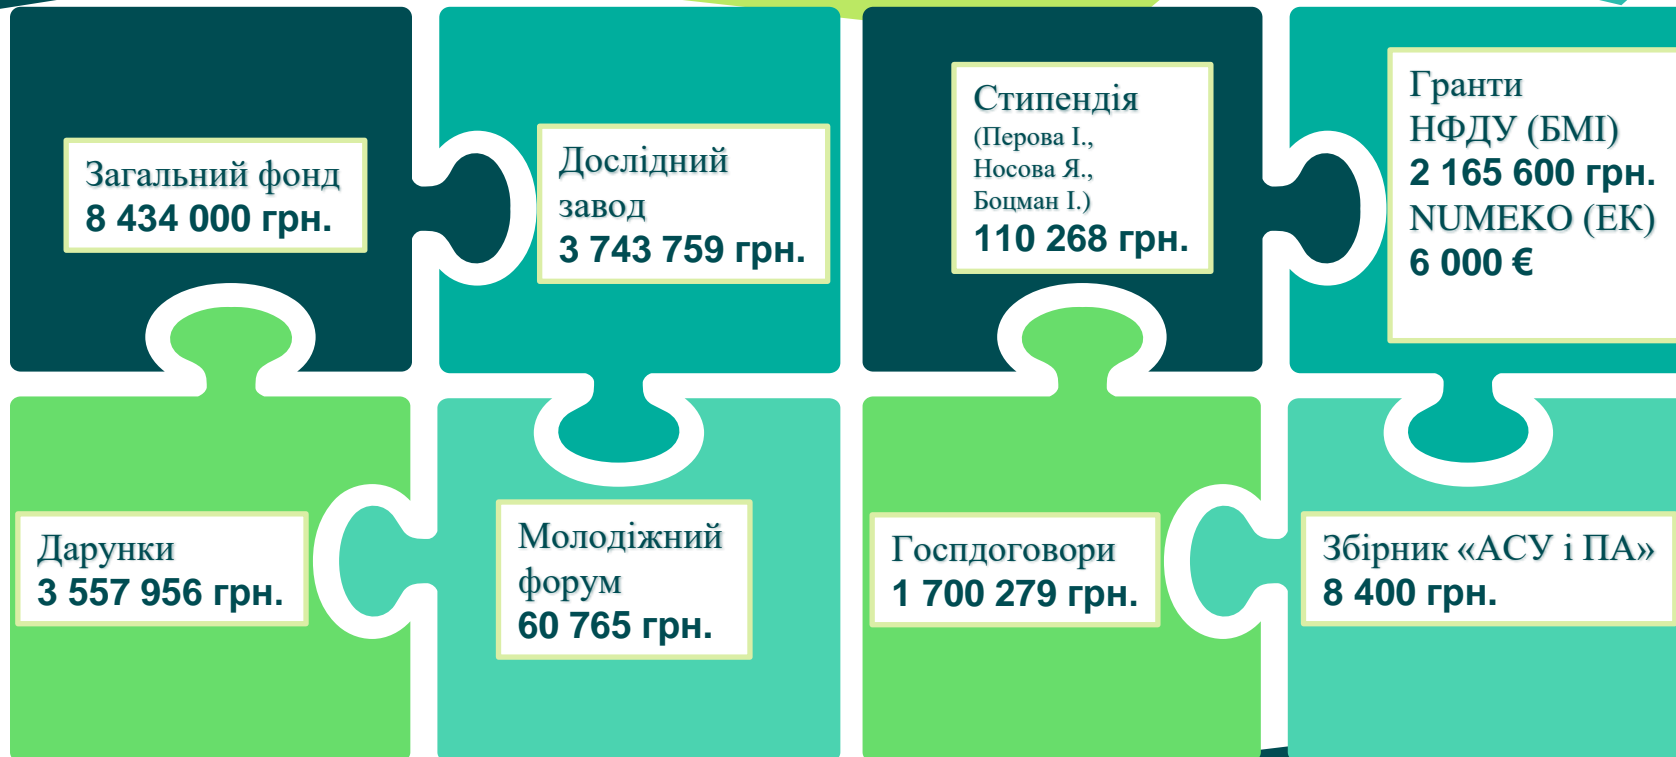 Загальний фонд
8 434 000 грн.
Дослідний
завод
3 743 759 грн.
Стипендія
(Перова І.,
Носова Я.,
Боцман І.)
110 268 грн.
Гранти
НФДУ (БМІ)
2 165 600 грн.
NUMEKO (ЕК)
6 000 €
Дарунки
3 557 956 грн.
Молодіжний
форум
60 765 грн.
Госпдоговори
1 700 279 грн.
Збірник «АСУ і ПА»
8 400 грн.